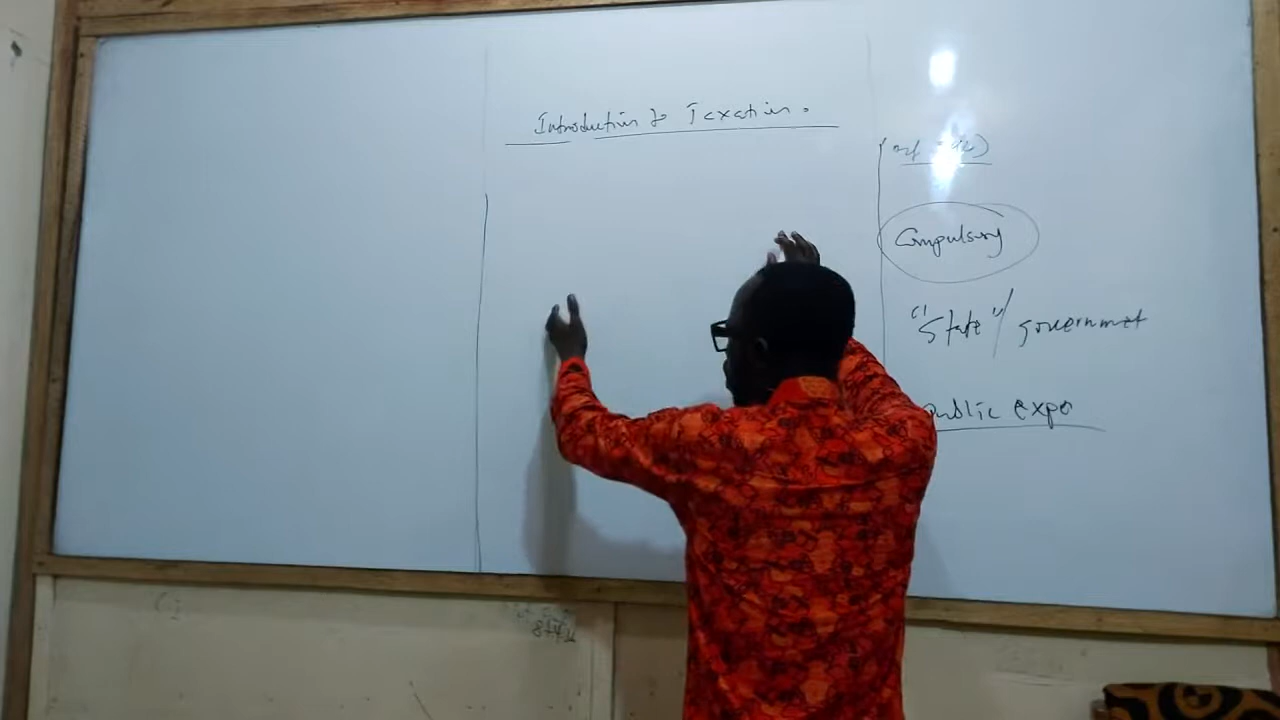 Introduction to Taxation.
Compulsory
"State"/ government
public expo